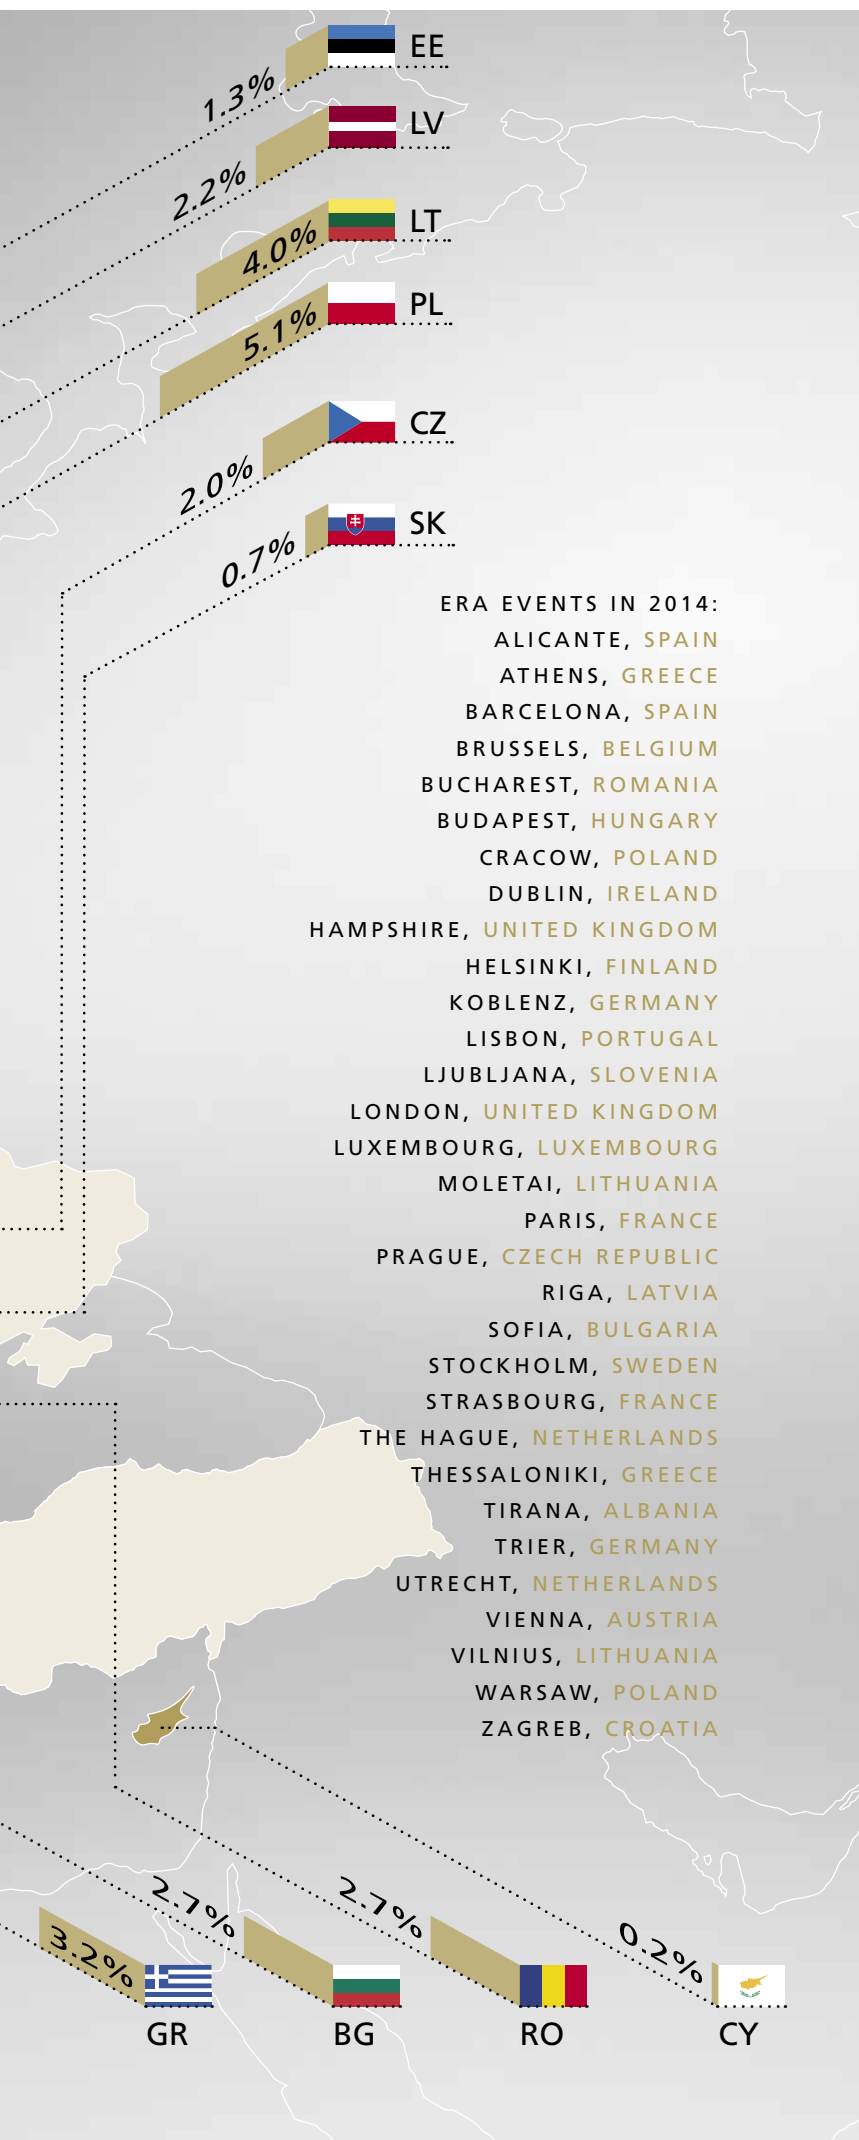 EE
1.3%
LV
2.2%
LT
4.0%
PL
5.1%
CZ
2.0%
SK
0.7%
ERA EVENTS IN 2014:
ALICANTE, SPAIN
ATHENS, GREECE
BARCELONA, SPAIN
BRUSSELS, BELGIUM
BUCHAREST, ROMANIA
BUDAPEST, HUNGARY
CRACOW, POLAND
DUBLIN, IRELAND
HAMPSHIRE, UNITED KINGDOM
HELSINKI, FINLAND
KOBLENZ, GERMANY
LISBON, PORTUGAL
LJUBLJANA, SLOVENIA
LONDON, UNITED KINGDOM
LUXEMBOURG, LUXEMBOURG
MOLETAI, LITHUANIA
PARIS, FRANCE
PRAGUE, CZECH REPUBLIC
RIGA, LATVIA
SOFIA, BULGARIA
STOCKHOLM, SWEDEN
STRASBOURG, FRANCE
THE HAGUE, NETHERLANDS
THESSALONIKI, GREECE
TIRANA, ALBANIA
TRIER, GERMANY
UTRECHT, NETHERLANDS
VIENNA, AUSTRIA
VILNIUS, LITHUANIA
WARSAW, POLAND
ZAGREB, CROATIA
3.2%
2.7%
2.7%
0.2%
GR
BG
RO
CY